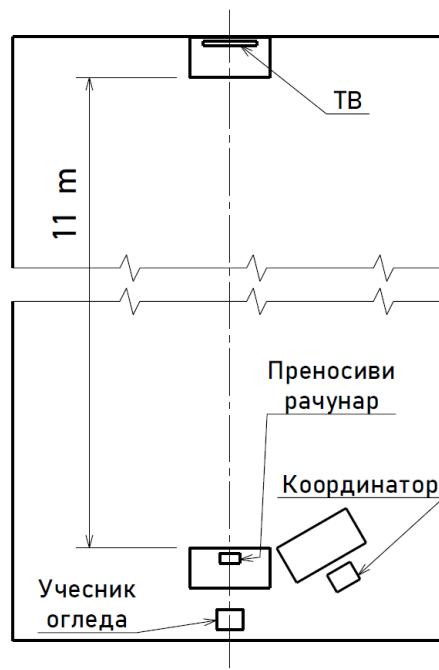 ТВ
11 m
Преносиви
рачунар
Координатор
Учесник
огледа